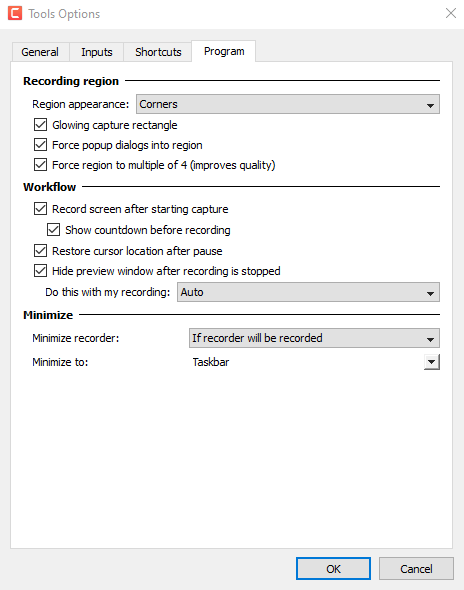 C Tools Options
General Inputs Shortcuts Program
Recording region
Region appearance: Corners
Glowing capture rectangle
Force popup dialogs into region
Force region to multiple of 4 (improves quality)
Workflow
Record screen after starting capture
Show countdown before recording
Restore cursor location after pause
Hide preview window after recording is stopped
Do this with my recording: Auto
Minimize
Minimize recorder: If recorder will be recorded
Minimize to: Taskbar
OK Cancel